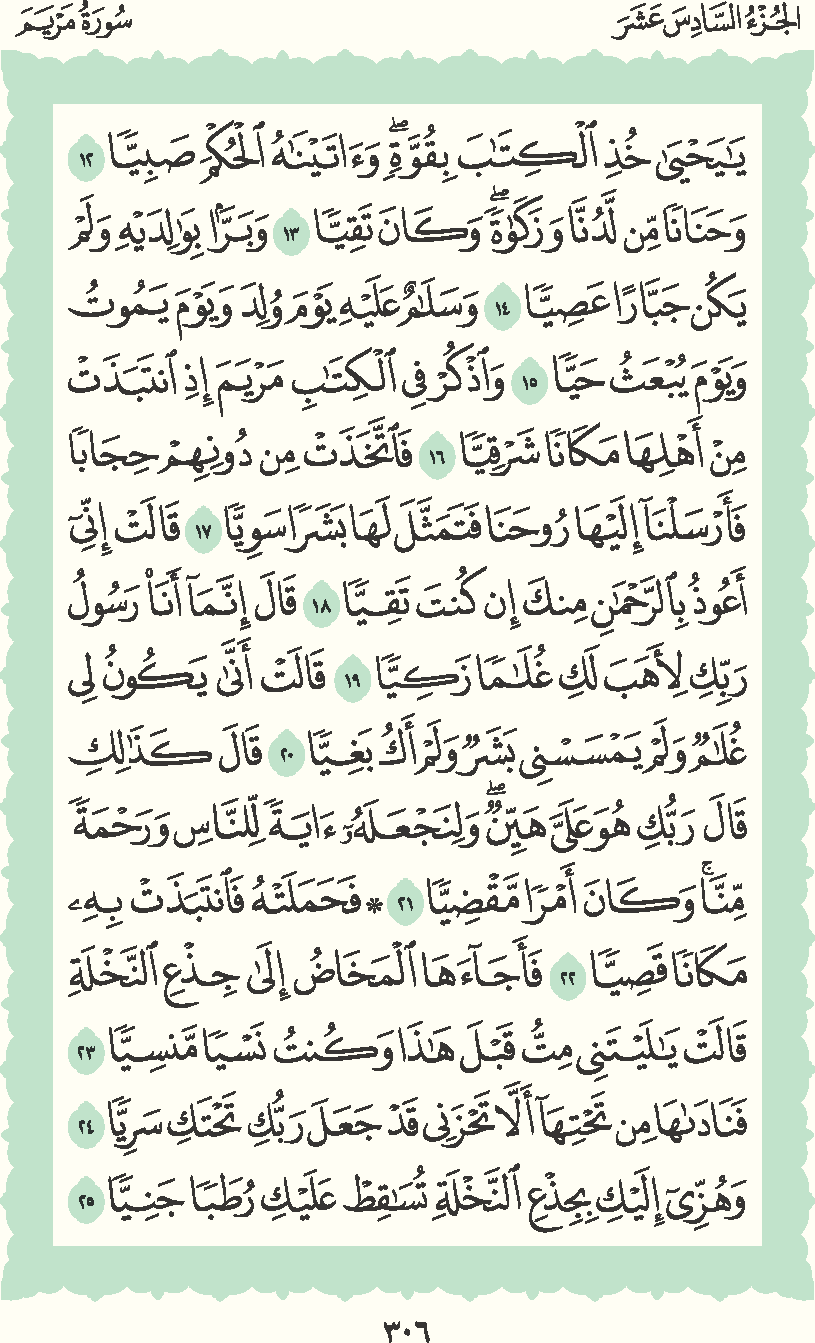 الجُزْءُ السَّادِسَ عَشَرَ
سُورَةُ مَرْيَمَ
يَٰيَحْيَىٰ خُذِ ٱلْكِتَٰبَ بِقُوَّةٍۖ وَءَاتَيْنَٰهُ ٱلْحُكْمَ صَبِيًّا ١٢
وَحَنَانًا مِّن لَّدُنَّا وَزَكَوٰةًۖ وَكَانَ تَقِيًّا ١٣ وَبَرًّۢا بِوَٰلِدَيْهِ وَلَمْ
يَكُن جَبَّارًا عَصِيًّا ١٤ وَسَلَٰمٌ عَلَيْهِ يَوْمَ وُلِدَ وَيَوْمَ يَمُوتُ
وَيَوْمَ يُبْعَثُ حَيًّا ١٥ وَٱذْكُرْ فِي ٱلْكِتَٰبِ مَرْيَمَ إِذِ ٱنتَبَذَتْ
مِنْ أَهْلِهَا مَكَانًا شَرْقِيًّا ١٦ فَٱتَّخَذَتْ مِن دُونِهِمْ حِجَابًا
فَأَرْسَلْنَآ إِلَيْهَا رُوحَنَا فَتَمَثَّلَ لَهَا بَشَرًا سَوِيًّا ١٧ قَالَتْ إِنِّيٓ
أَعُوذُ بِٱلرَّحْمَٰنِ مِنكَ إِن كُنتَ تَقِيًّا ١٨ قَالَ إِنَّمَآ أَنَا۠ رَسُولُ
رَبِّكِ لِأَهَبَ لَكِ غُلَٰمًا زَكِيًّا ١٩ قَالَتْ أَنَّىٰ يَكُونُ لِي
غُلَٰمٌ وَلَمْ يَمْسَسْنِي بَشَرٌ وَلَمْ أَكُ بَغِيًّا ٢٠ قَالَ كَذَٰلِكِ
قَالَ رَبُّكِ هُوَ عَلَيَّ هَيِّنٌۖ وَلِنَجْعَلَهُۥٓ ءَايَةً لِّلنَّاسِ وَرَحْمَةً
مِّنَّاۚ وَكَانَ أَمْرًا مَّقْضِيًّا ٢١ ۞ فَحَمَلَتْهُ فَٱنتَبَذَتْ بِهِۦ
مَكَانًا قَصِيًّا ٢٢ فَأَجَآءَهَا ٱلْمَخَاضُ إِلَىٰ جِذْعِ ٱلنَّخْلَةِ
قَالَتْ يَٰلَيْتَنِي مِتُّ قَبْلَ هَٰذَا وَكُنتُ نَسْيًا مَّنسِيًّا ٢٣
فَنَادَىٰهَا مِن تَحْتِهَآ أَلَّا تَحْزَنِي قَدْ جَعَلَ رَبُّكِ تَحْتَكِ سَرِيًّا ٢٤
وَهُزِّيٓ إِلَيْكِ بِجِذْعِ ٱلنَّخْلَةِ تُسَٰقِطْ عَلَيْكِ رُطَبًا جَنِيًّا ٢٥
٣٠٦